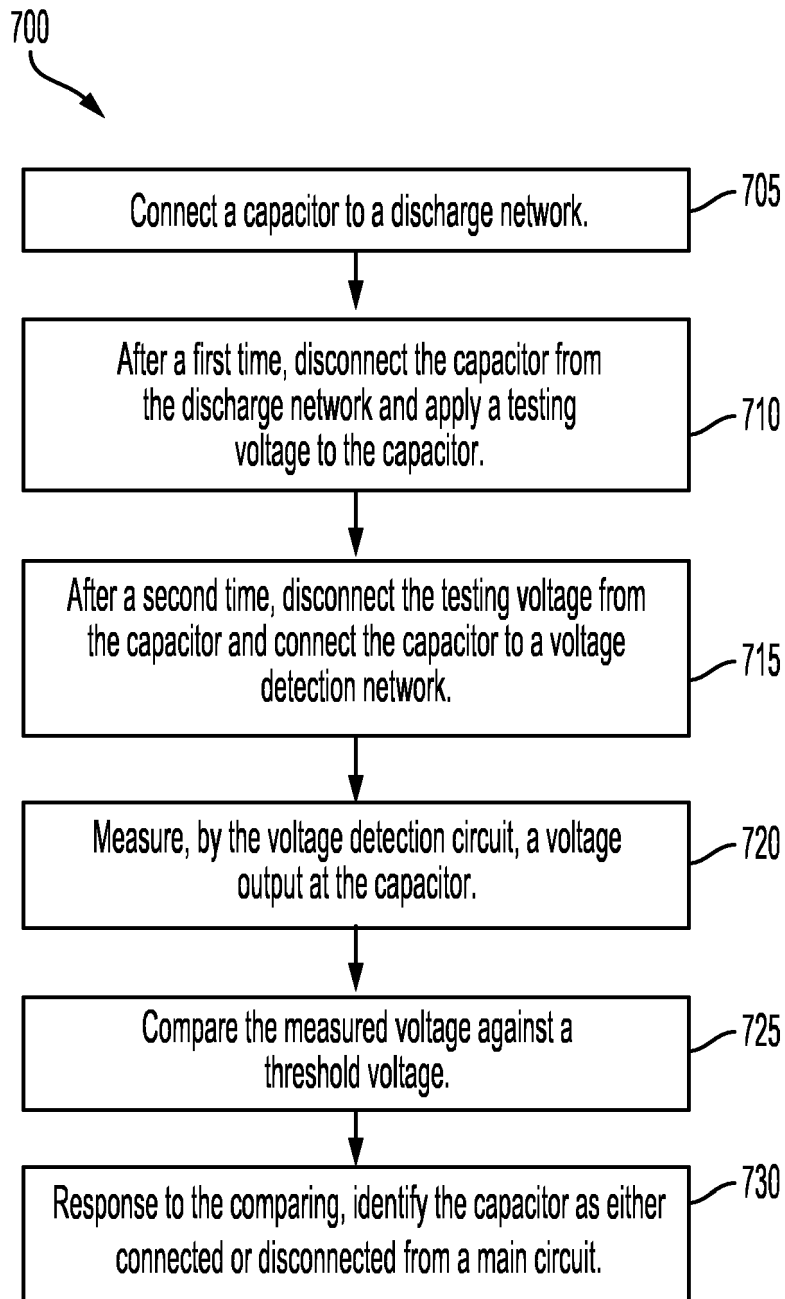 700
Connect a capacitor to a discharge network.
705
After a first time, disconnect the capacitor from
the discharge network and apply a testing
voltage to the capacitor.
710
After a second time, disconnect the testing voltage from
the capacitor and connect the capacitor to a voltage
detection network.
715
Measure, by the voltage detection circuit, a voltage
output at the capacitor.
720
Compare the measured voltage against a
threshold voltage.
725
Response to the comparing, identify the capacitor as either
connected or disconnected from a main circuit.
730